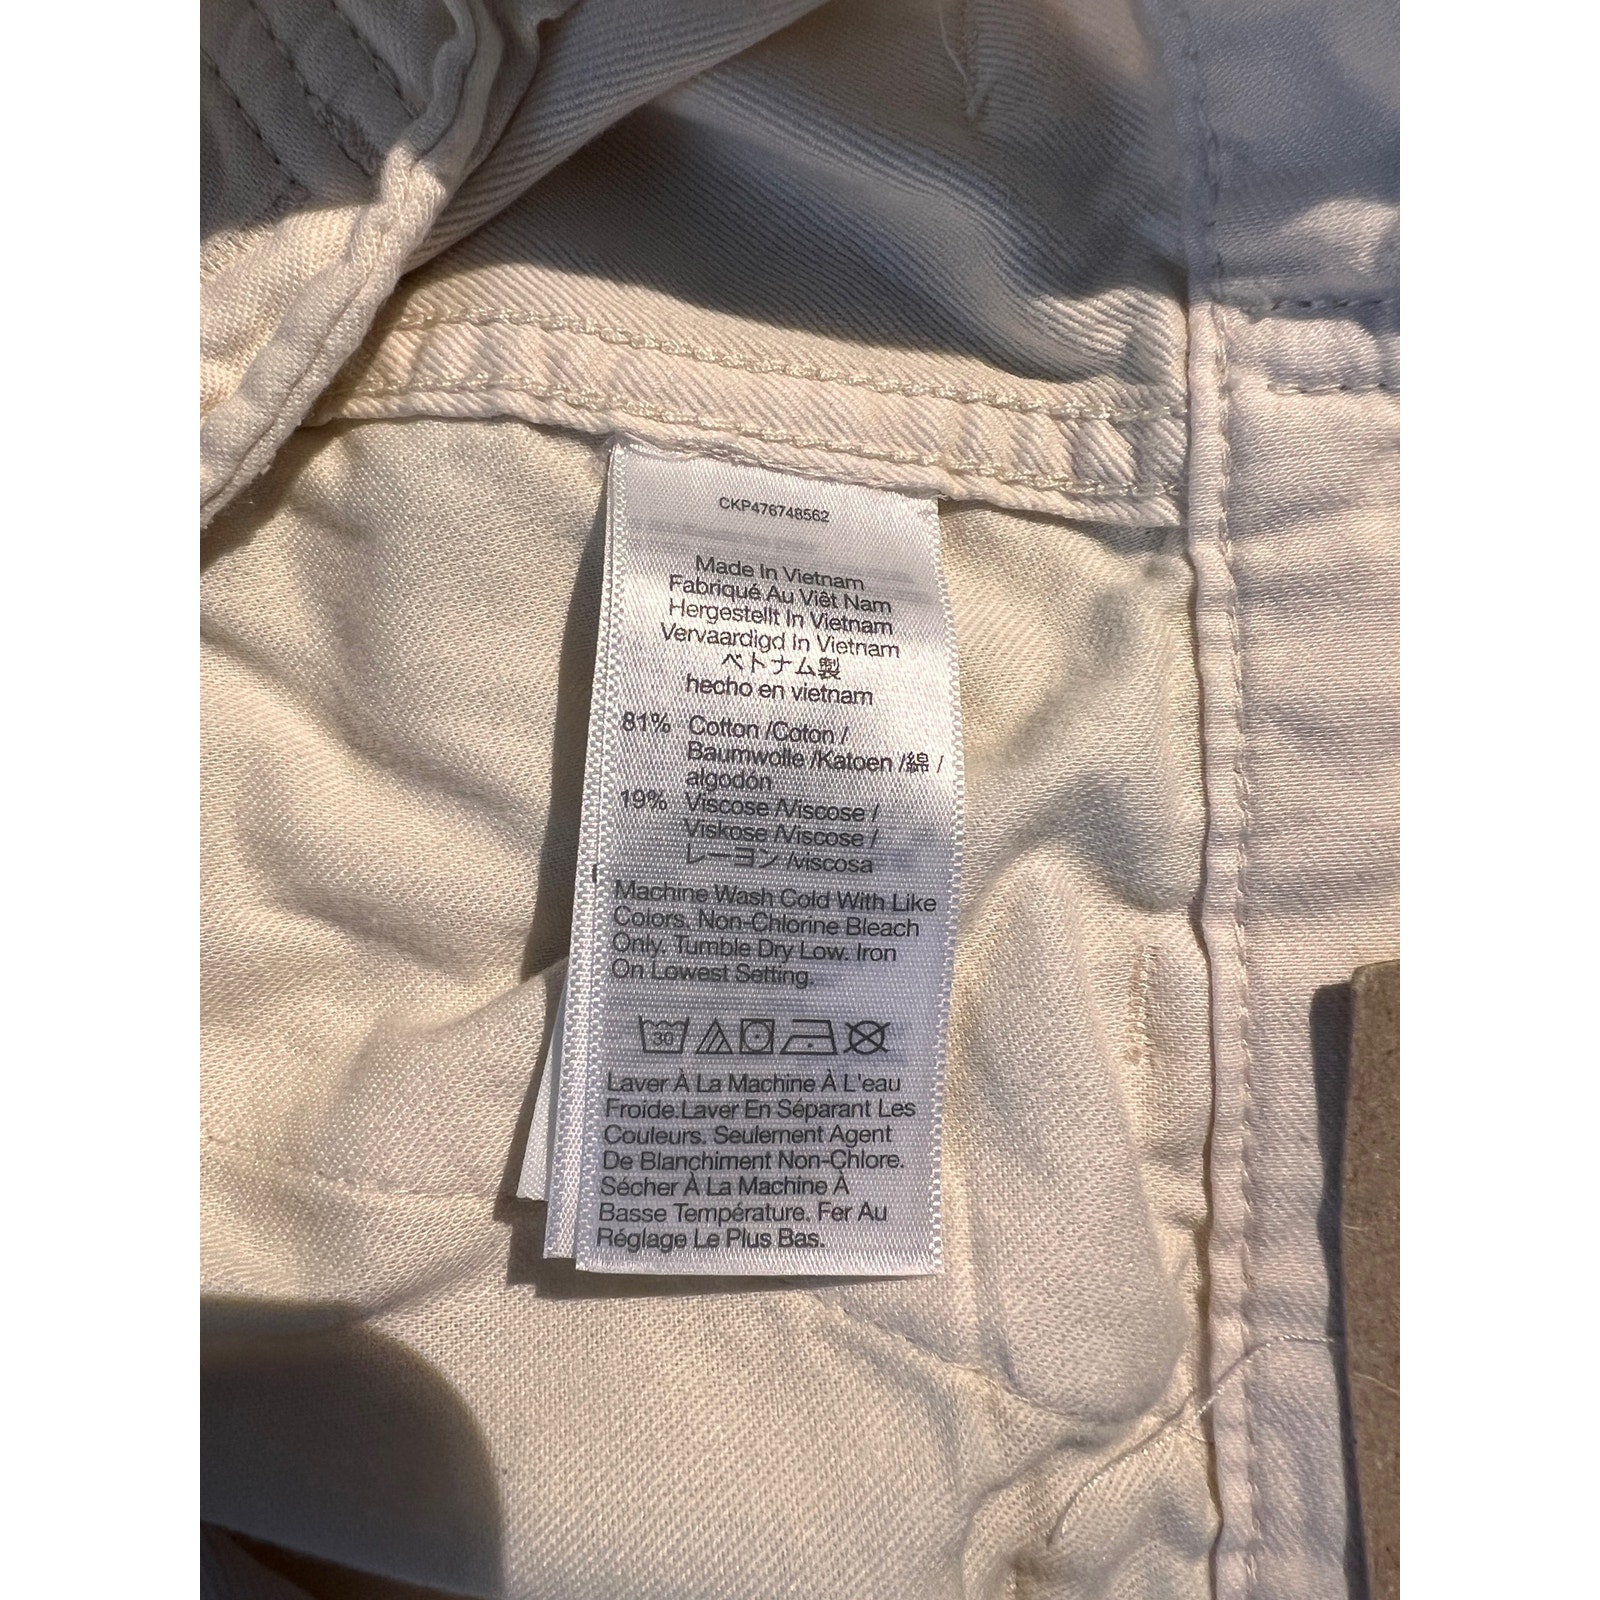 CKP476748562
Made In Vietnam
Fabriqué Au Viêt Nam
Hergestellt In Vietnam
Vervaardigd In Vietnam
ベトナム製
hecho en vietnam
81% Cotton /Coton /
Baumwolle /Katoen /綿 /
algodón
19% Viscose /Viscose /
Viskose /Viscose /
レーヨン /viscosa
Machine Wash Cold With Like
Colors. Non-Chlorine Bleach
Only. Tumble Dry Low. Iron
On Lowest Setting.
30
Laver À La Machine À L'eau
Froide.Laver En Séparant Les
Couleurs. Seulement Agent
De Blanchiment Non-Chlore.
Sécher À La Machine À
Basse Température. Fer Au
Réglage Le Plus Bas.